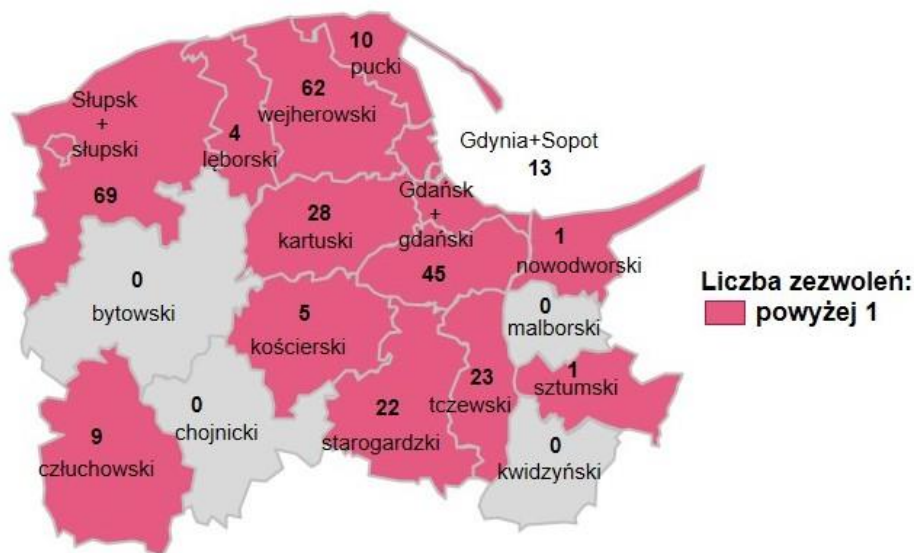 10
pucki
62
wejherowski
Słupsk
+
słupski
69
4
lęborski
Gdynia+Sopot
13
28
kartuski
Gdańsk
+
gdański
45
1
nowodworski
0
bytowski
0
malborski
5
kościerski
23
tczewski
1
sztumski
22
starogardzki
0
chojnicki
9
człuchowski
0
kwidzyński
Liczba zezwoleń:
powyżej 1